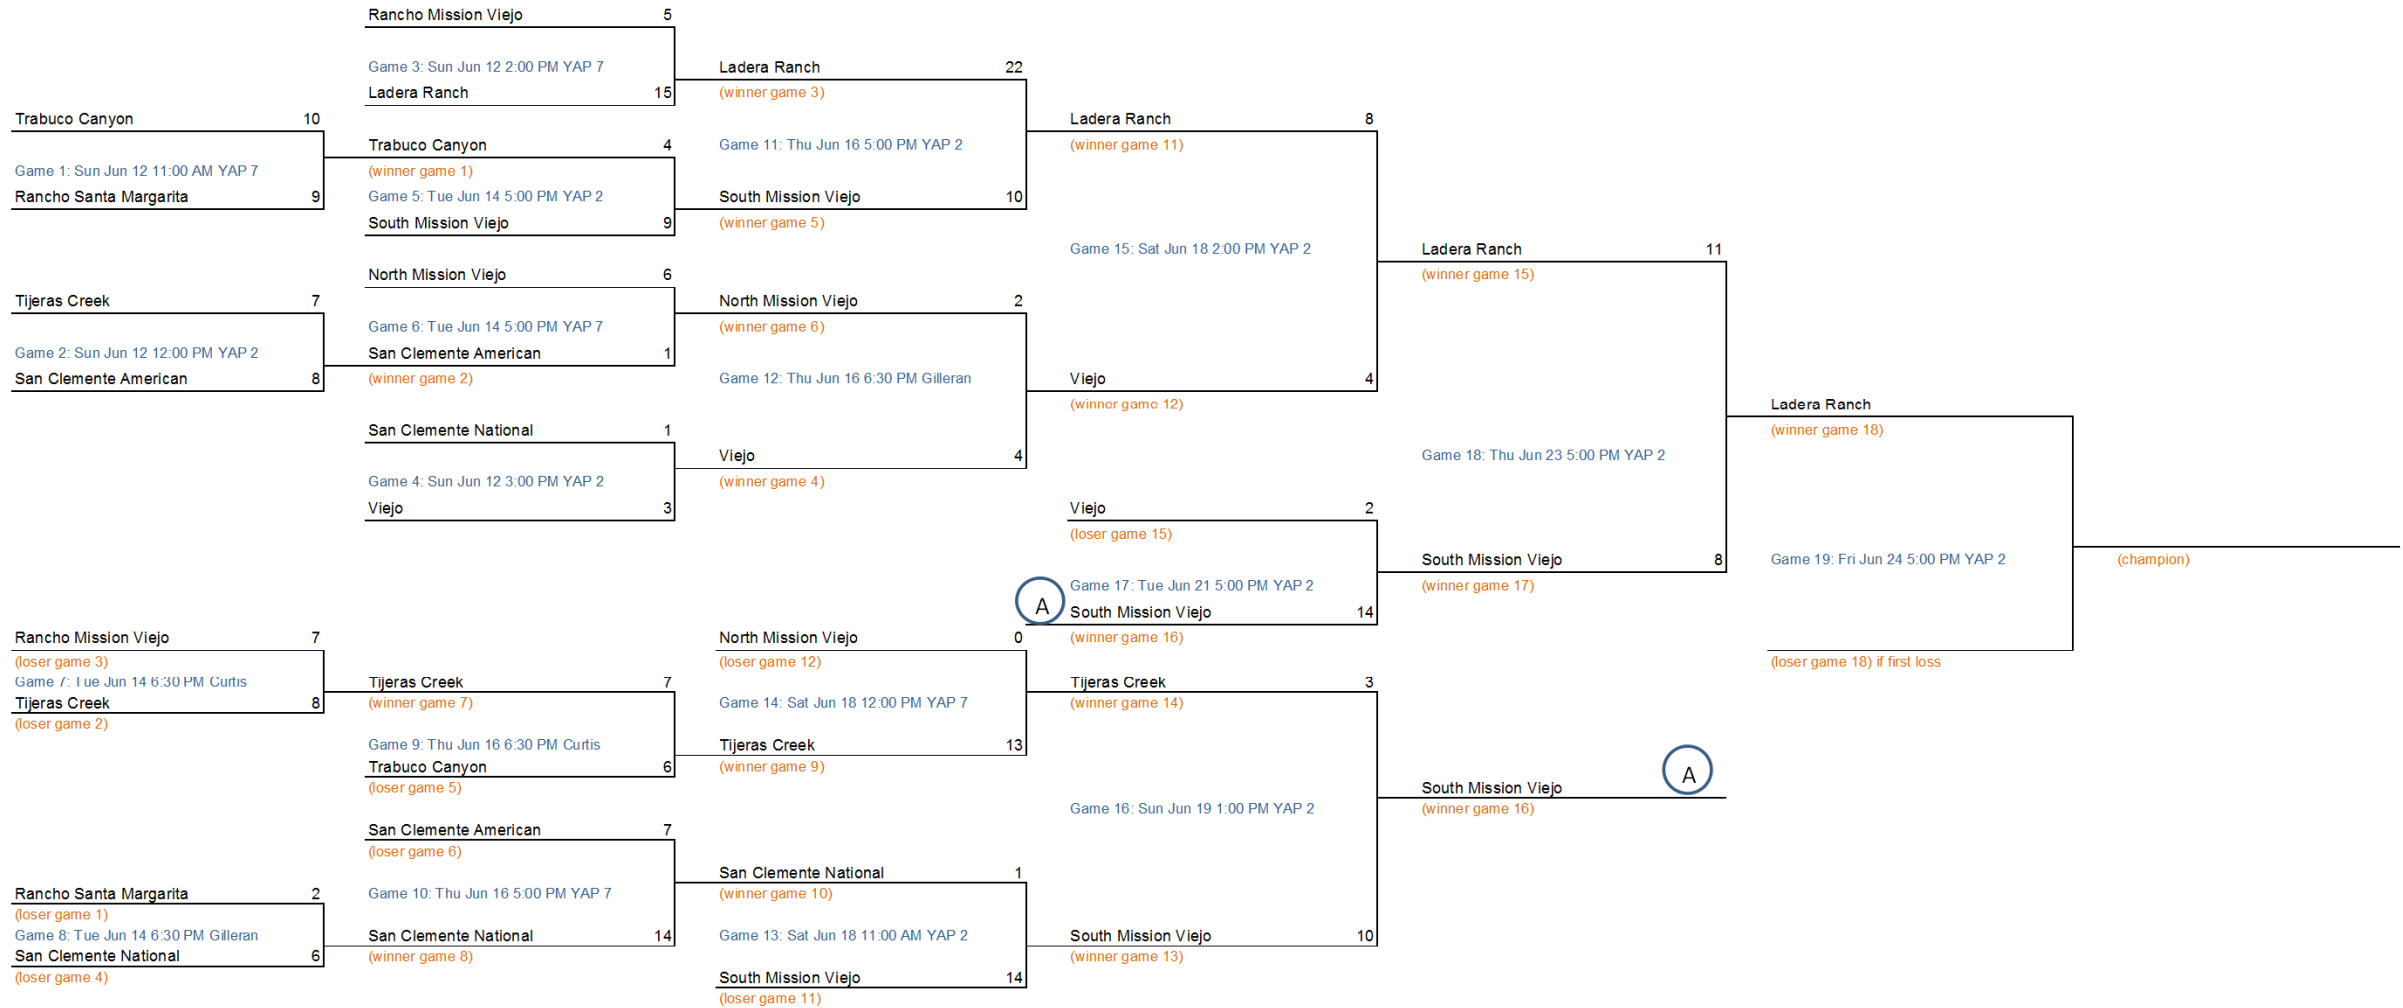 Rancho Mission Viejo 5
Game 3: Sun Jun 12 2:00 PM YAP 7
Ladera Ranch 15
Trabuco Canyon 10
Game 1: Sun Jun 12 11:00 AM YAP 7
Rancho Santa Margarita 9
Trabuco Canyon 4
(winner game 1)
Game 5: Tue Jun 14 5:00 PM YAP 2
South Mission Viejo 9
Tijeras Creek 7
Game 2: Sun Jun 12 12:00 PM YAP 2
San Clemente American 8
North Mission Viejo 6
Game 6: Tue Jun 14 5:00 PM YAP 7
San Clemente American 1
(winner game 2)
San Clemente National 1
Game 4: Sun Jun 12 3:00 PM YAP 2
Viejo 3
Ladera Ranch 22
(winner game 3)
Game 11: Thu Jun 16 5:00 PM YAP 2
South Mission Viejo 10
(winner game 5)
North Mission Viejo 2
(winner game 6)
Game 12: Thu Jun 16 6:30 PM Gilleran
Viejo 4
(winner game 4)
Ladera Ranch 8
(winner game 11)
Game 15: Sat Jun 18 2:00 PM YAP 2
Viejo 4
(winner game 12)
Viejo 2
(loser game 15)
Game 17: Tue Jun 21 5:00 PM YAP 2
A
South Mission Viejo 14
(winner game 16)
Ladera Ranch 11
(winner game 15)
Game 18: Thu Jun 23 5:00 PM YAP 2
South Mission Viejo 8
(winner game 17)
Ladera Ranch
(winner game 18)
Game 19: Fri Jun 24 5:00 PM YAP 2
(loser game 18) if first loss
(champion)
Rancho Mission Viejo 7
(loser game 3)
Game 7: Tue Jun 14 6:30 PM Curtis
Tijeras Creek 8
(loser game 2)
Tijeras Creek 7
(winner game 7)
Game 9: Thu Jun 16 6:30 PM Curtis
Trabuco Canyon 6
(loser game 5)
Rancho Santa Margarita 2
(loser game 1)
Game 8: Tue Jun 14 6:30 PM Gilleran
San Clemente National 6
(loser game 4)
San Clemente American 7
(loser game 6)
Game 10: Thu Jun 16 5:00 PM YAP 7
San Clemente National 14
(winner game 8)
North Mission Viejo 0
(loser game 12)
Game 14: Sat Jun 18 12:00 PM YAP 7
Tijeras Creek 13
(winner game 9)
San Clemente National 1
(winner game 10)
Game 13: Sat Jun 18 11:00 AM YAP 2
South Mission Viejo 14
(loser game 11)
Tijeras Creek 3
(winner game 14)
Game 16: Sun Jun 19 1:00 PM YAP 2
South Mission Viejo 10
(winner game 13)
South Mission Viejo
(winner game 16)
A